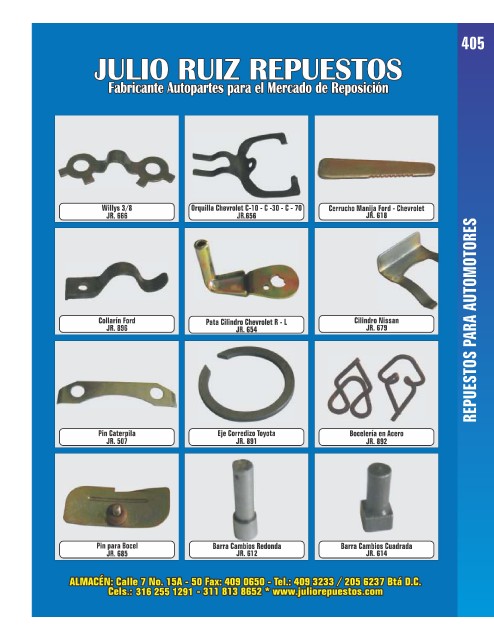 405
JULIO RUIZ REPUESTOS
Fabricante Autopartes para el Mercado de Reposición
Willys 3/8
JR. 666
Orquilla Chevrolet C-10 - C -30 - C - 70
JR.656
Cerrucho Manija Ford - Chevrolet
JR. 618
Collarin Ford
JR. 896
Pata Cilindro Chevrolet R - L
JR. 654
Cilindro Nissan
JR. 679
Pin Caterpila
JR. 507
Eje Corredizo Toyota
JR. 891
Boceleria en Acero
JR. 892
Pin para Bocel
JR. 685
Barra Cambios Redonda
JR. 612
Barra Cambios Cuadrada
JR. 614
REPUESTOS PARA AUTOMOTORES
ALMACÉN: Calle 7 No. 15A - 50 Fax: 409 0650 - Tel.: 409 3233 / 205 6237 Btá D.C.
Cels.: 316 255 1291 - 311 813 8652 * www.juliorepuestos.com